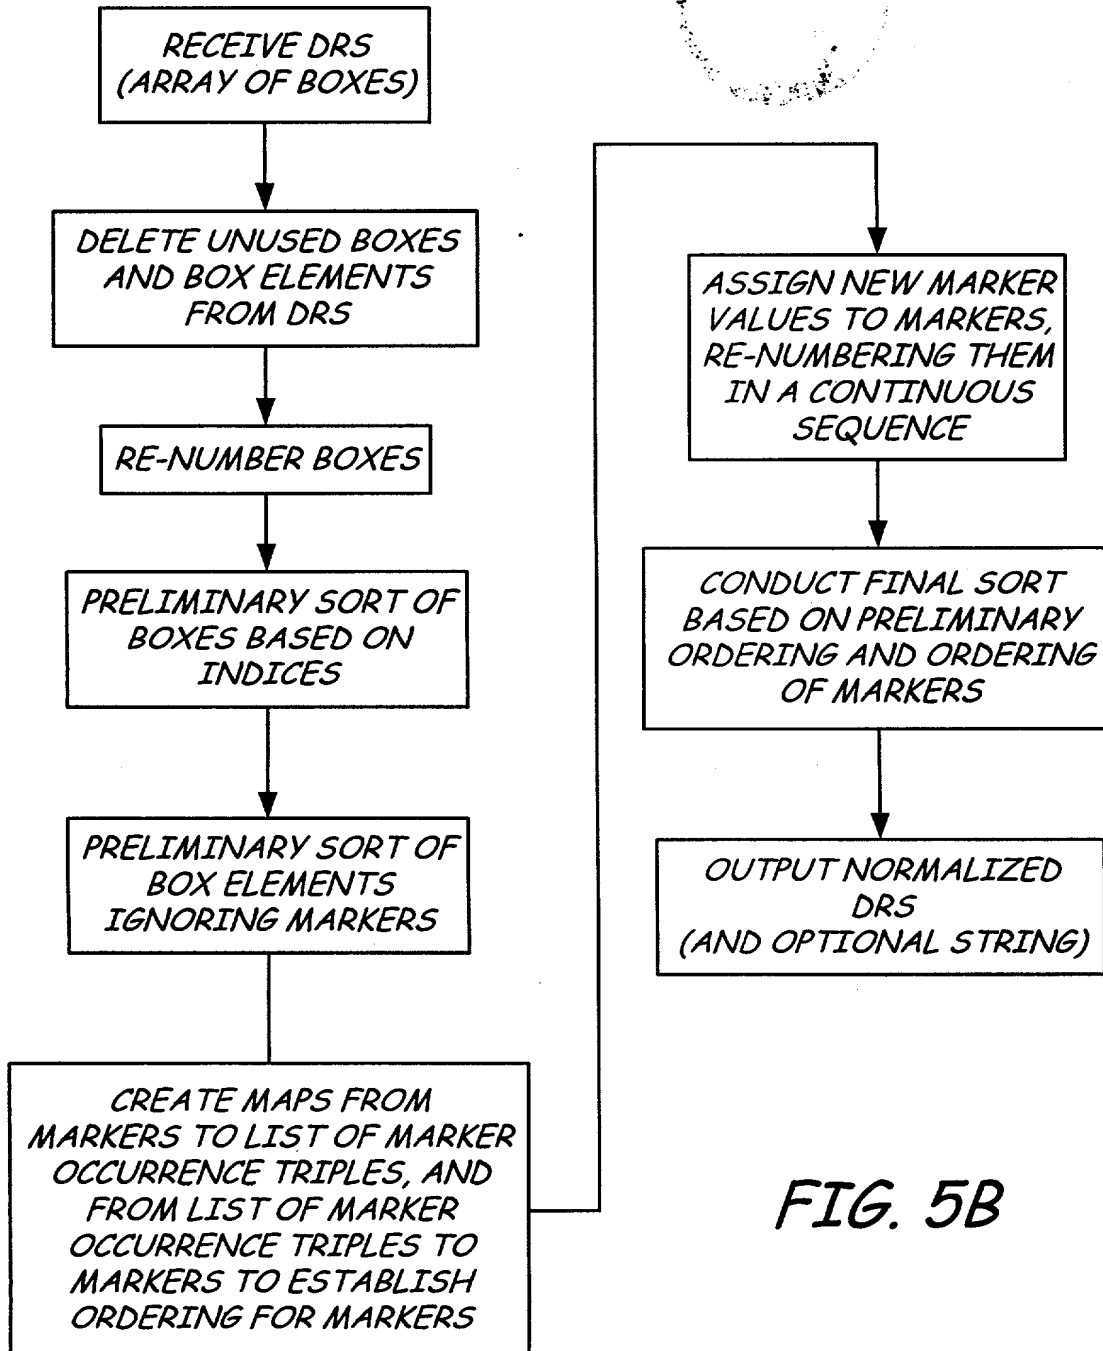 RECEIVE DRS
(ARRAY OF BOXES)
DELETE UNUSED BOXES
AND BOX ELEMENTS
FROM DRS
RE-NUMBER BOXES
PRELIMINARY SORT OF
BOXES BASED ON
INDICES
PRELIMINARY SORT OF
BOX ELEMENTS
IGNORING MARKERS
CREATE MAPS FROM
MARKERS TO LIST OF MARKER
OCCURRENCE TRIPLES, AND
FROM LIST OF MARKER
OCCURRENCE TRIPLES TO
MARKERS TO ESTABLISH
ORDERING FOR MARKERS
ASSIGN NEW MARKER
VALUES TO MARKERS,
RE-NUMBERING THEM
IN A CONTINUOUS
SEQUENCE
CONDUCT FINAL SORT
BASED ON PRELIMINARY
ORDERING AND ORDERING
OF MARKERS
OUTPUT NORMALIZED
DRS
(AND OPTIONAL STRING)
FIG. 5B